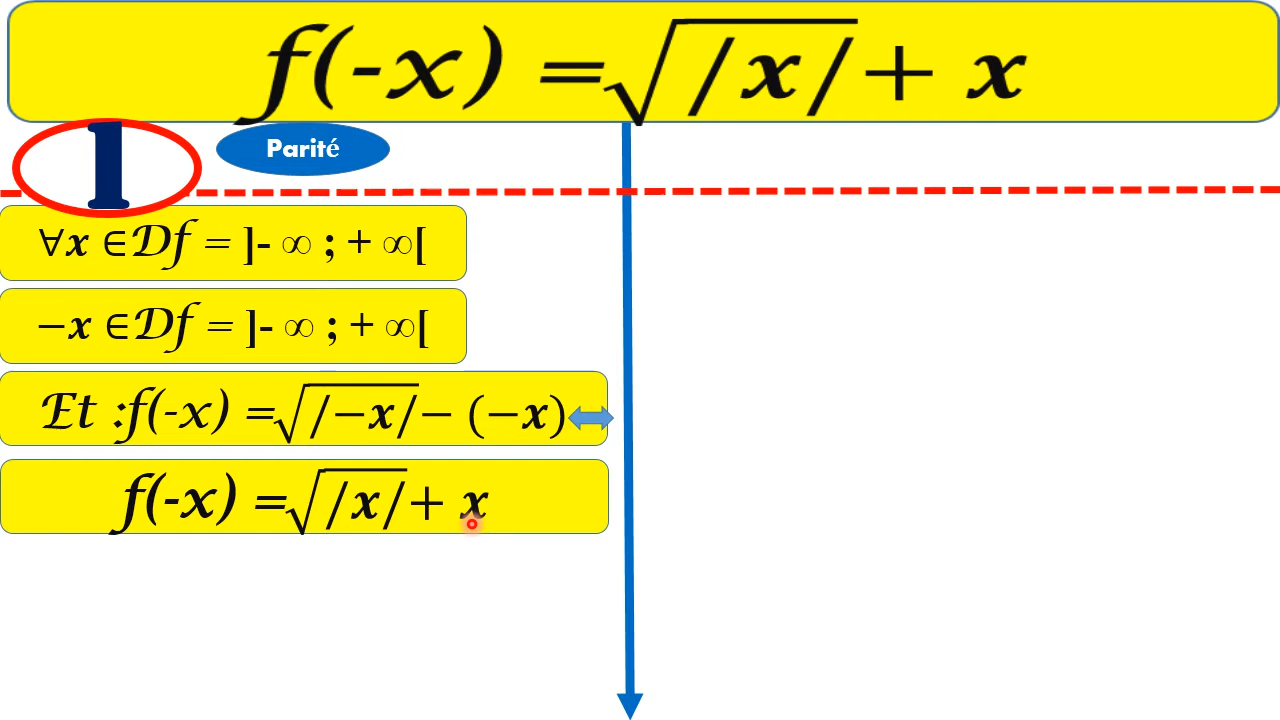 f(-x) =√/x/+ x
1
Parité
∀x ∈Df = ]- ∞ ; + ∞[
−x ∈Df = ]- ∞ ; + ∞[
Et :f(-x) =√/−x/− (−x)
f(-x) =√/x/+ x